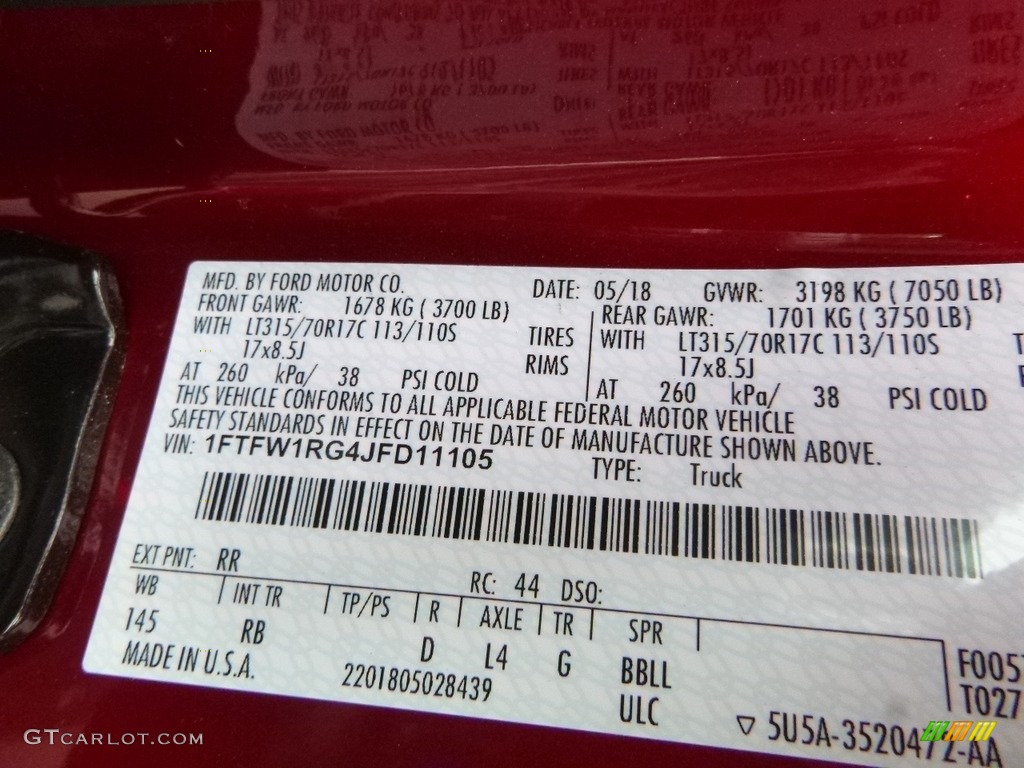 MFD. BY FORD MOTOR CO. DATE: 05/18 GVWR: 3198 KG ( 7050 LB)
FRONT GAWR: 1678 KG ( 3700 LB) REAR GAWR: 1701 KG ( 3750 LB)
WITH LT315/70R17C 113/110S TIRES WITH LT315/70R17C 113/110S
17x8.5J RIMS 17x8.5J
AT 260 kPa/ 38 PSI COLD AT 260 kPa/ 38 PSI COLD
THIS VEHICLE CONFORMS TO ALL APPLICABLE FEDERAL MOTOR VEHICLE
SAFETY STANDARDS IN EFFECT ON THE DATE OF MANUFACTURE SHOWN ABOVE.
VIN: 1FTFW1RG4JFD11105 TYPE: Truck
EXT PNT: RR RC: 44 DSO:
WB INT TR TP/PS R AXLE TR SPR
145 RB D L4 G BBLL F005
MADE IN U.S.A. 2201805028439 ULC T027
▽ 5U5A-3520472-AA
GTCARLOT.COM